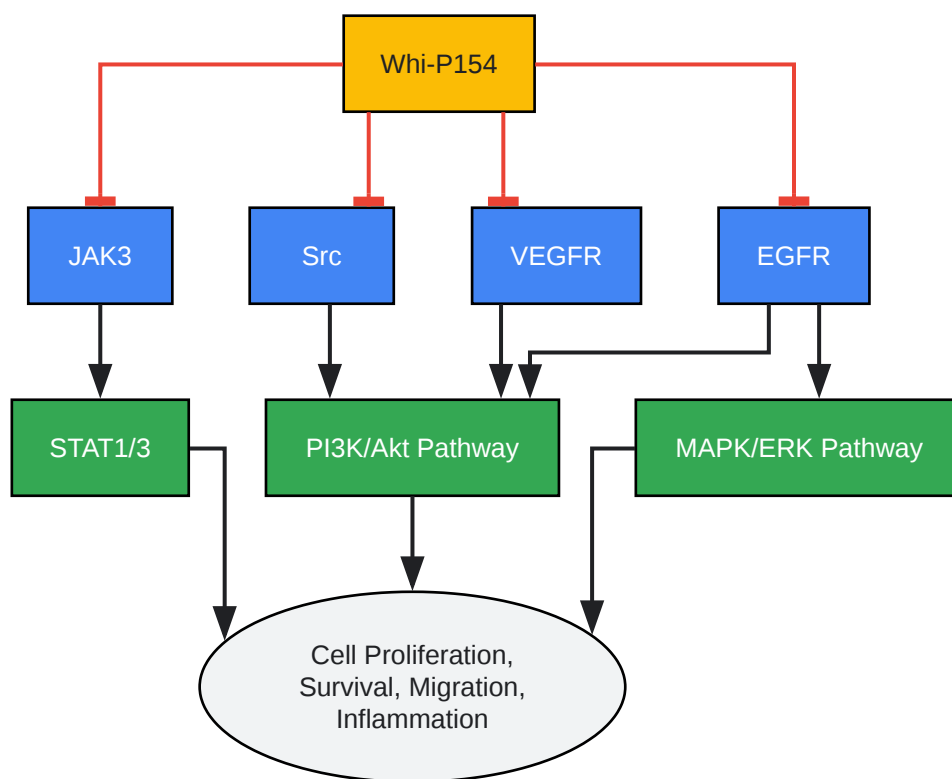 Whi-P154
JAK3
Src
VEGFR
EGFR
STAT1/3
PI3K/Akt Pathway
MAPK/ERK Pathway
Cell Proliferation,
Survival, Migration,
Inflammation